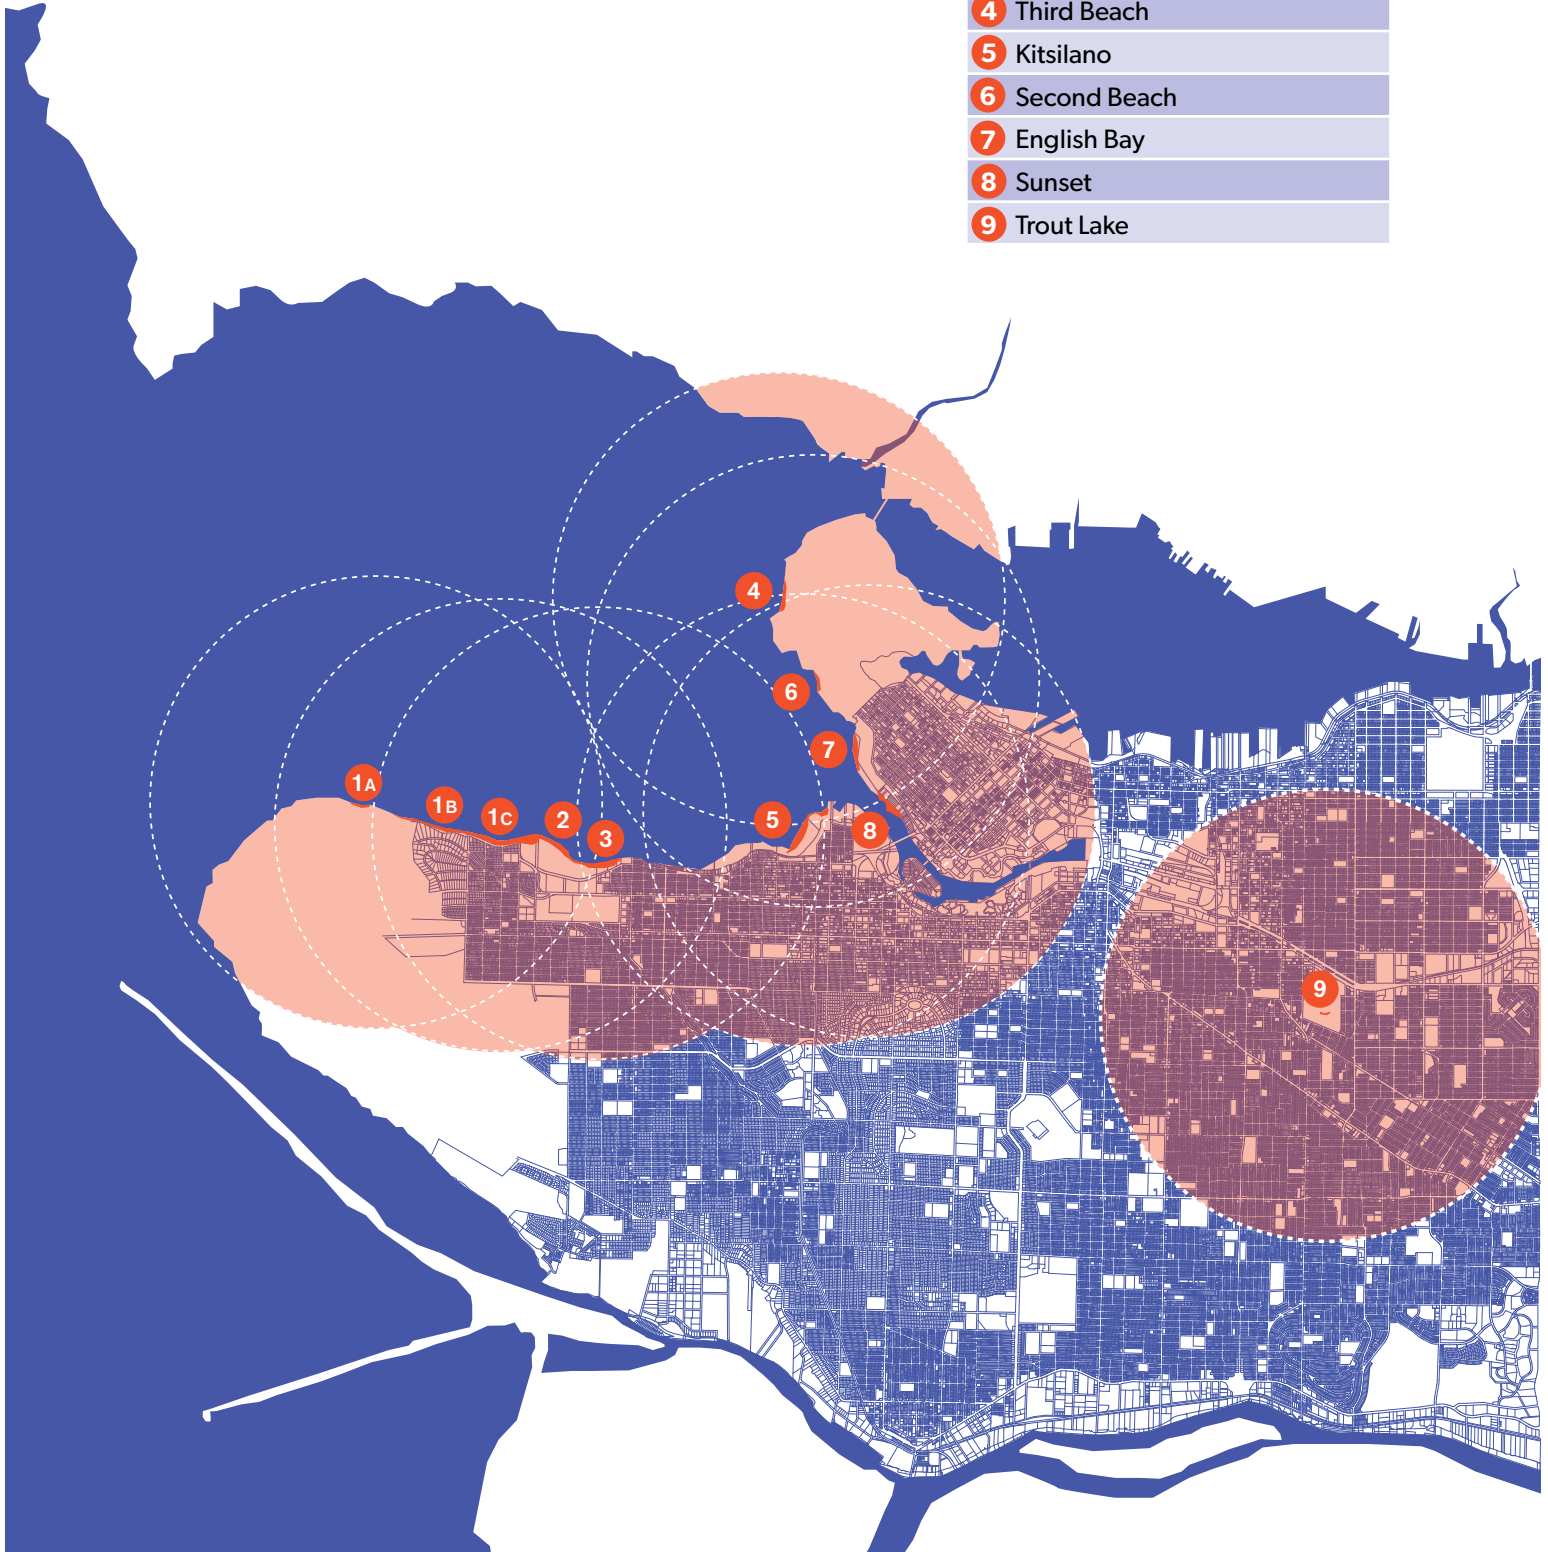 4 Third Beach
5 Kitsilano
6 Second Beach
7 English Bay
8 Sunset
9 Trout Lake
4
6
7
1A
1B
1C
2
3
5
8
9